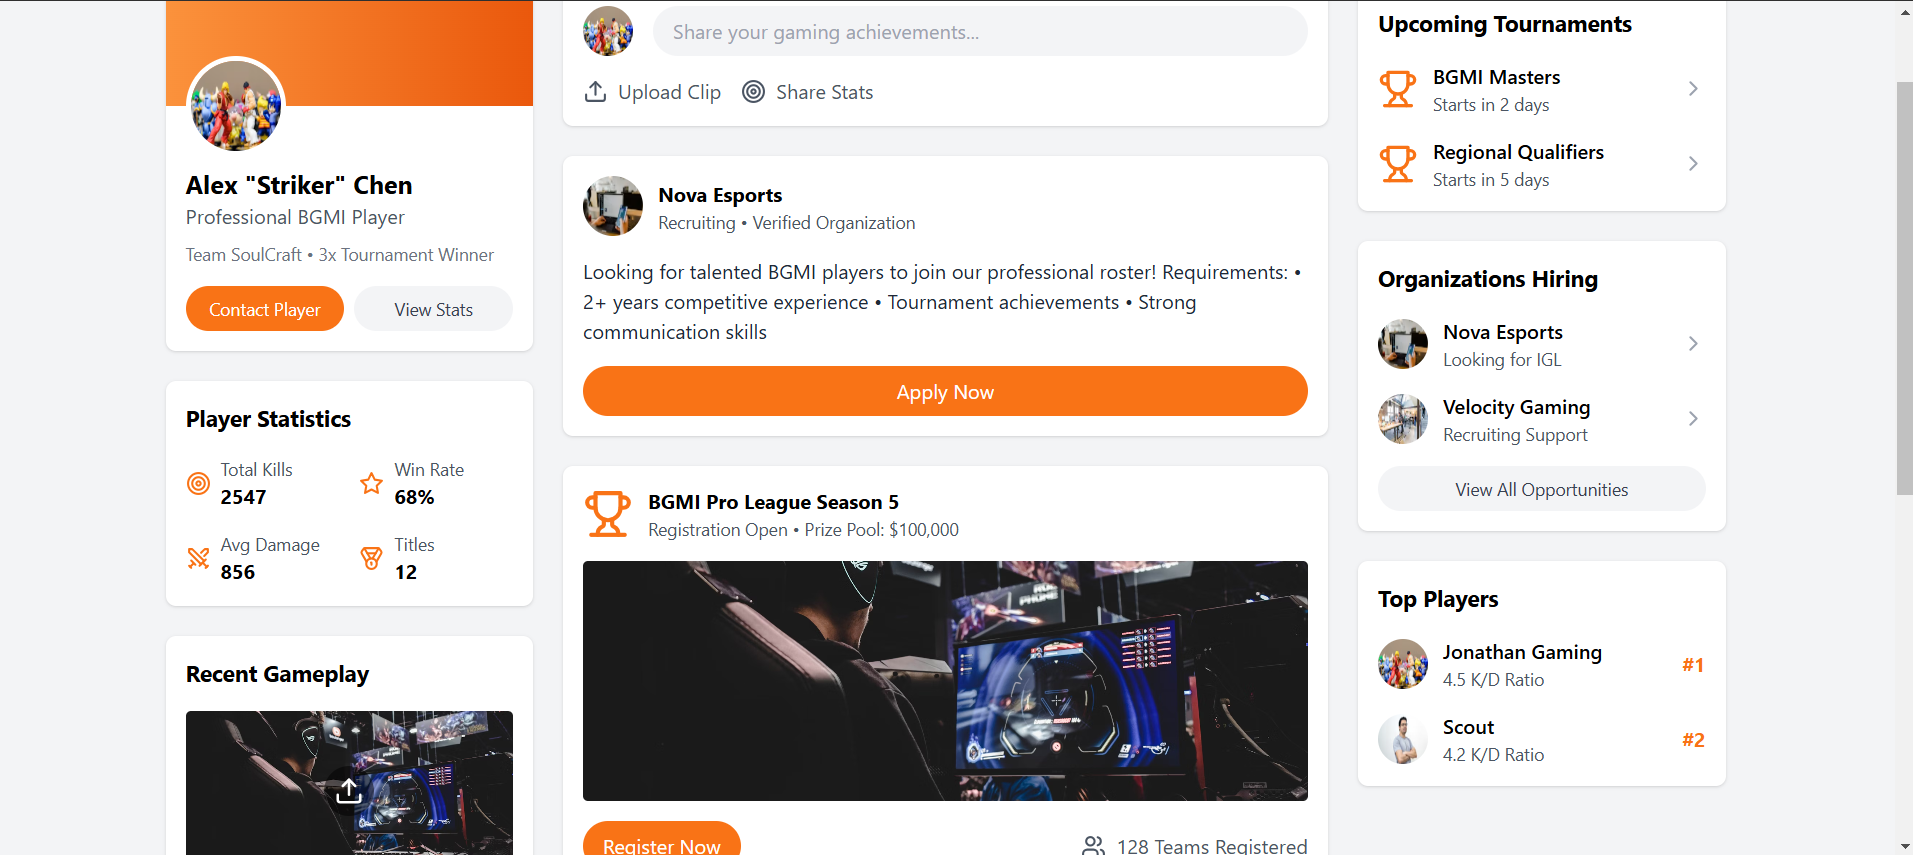 Alex "Striker" Chen
Professional BGMI Player
Team SoulCraft • 3x Tournament Winner
Contact Player
View Stats
Player Statistics
Total Kills
2547
Win Rate
68%
Avg Damage
856
Titles
12
Recent Gameplay
Share your gaming achievements...
Upload Clip
Share Stats
Nova Esports
Recruiting • Verified Organization
Looking for talented BGMI players to join our professional roster! Requirements: •
2+ years competitive experience • Tournament achievements • Strong
communication skills
Apply Now
BGMI Pro League Season 5
Registration Open • Prize Pool: $100,000
Register Now
128 Teams Registered
Upcoming Tournaments
BGMI Masters
Starts in 2 days
Regional Qualifiers
Starts in 5 days
Organizations Hiring
Nova Esports
Looking for IGL
Velocity Gaming
Recruiting Support
View All Opportunities
Top Players
Jonathan Gaming
4.5 K/D Ratio
#1
Scout
4.2 K/D Ratio
#2